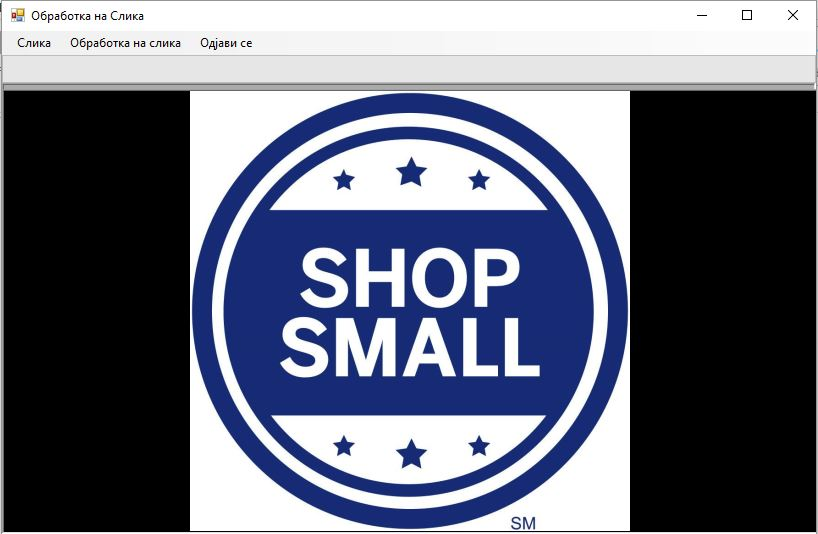 Обработка на Слика
Слика Обработка на слика Одјави се
SHOP
SMALL
SM